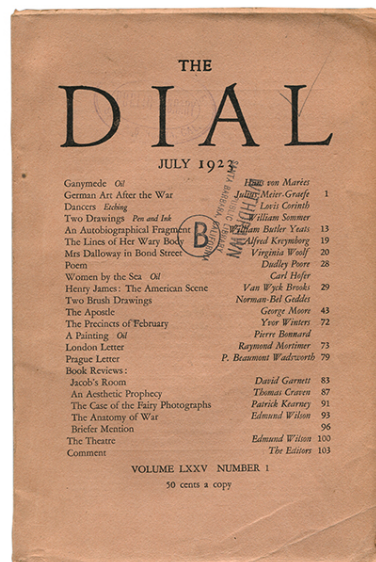 THE
DIAL
JULY 1923
Ganymede Oil Hans von Marées
German Art After the War Julius Meier-Graefe 1
Dancers Etching Lovis Corinth
Two Drawings Pen and Ink William Sommer
An Autobiographical Fragment William Butler Yeats 13
The Lines of Her Wary Body Alfred Kreymborg 19
Mrs Dalloway in Bond Street Virginia Woolf 20
Poem Dudley Poore 28
Women by the Sea Oil Carl Hofer
Henry James: The American Scene Van Wyck Brooks 29
Two Brush Drawings Norman-Bel Geddes
The Apostle George Moore 43
The Precincts of February Yvor Winters 72
A Painting Oil Pierre Bonnard
London Letter Raymond Mortimer 73
Prague Letter P. Beaumont Wadsworth 79
Book Reviews:
Jacob's Room David Garnett 83
An Aesthetic Prophecy Thomas Craven 87
The Case of the Fairy Photographs Patrick Kearney 91
The Anatomy of War Edmund Wilson 93
Briefer Mention 96
The Theatre Edmund Wilson 100
Comment The Editors 103
VOLUME LXXV NUMBER 1
50 cents a copy
WITHDRAWN
SANTA BARBARA PUBLIC LIBRARY
CALIFORNIA
B